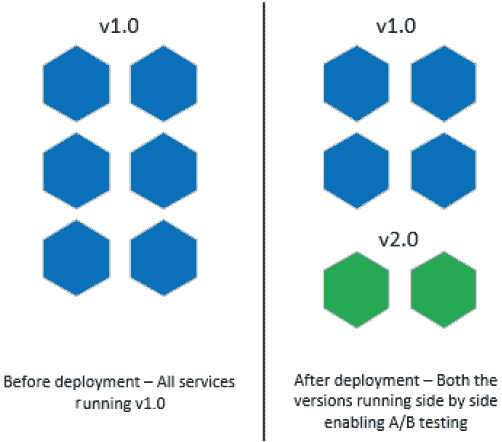 v1.0
Before deployment – All services
running v1.0
v1.0
v2.0
After deployment – Both the
versions running side by side
enabling A/B testing